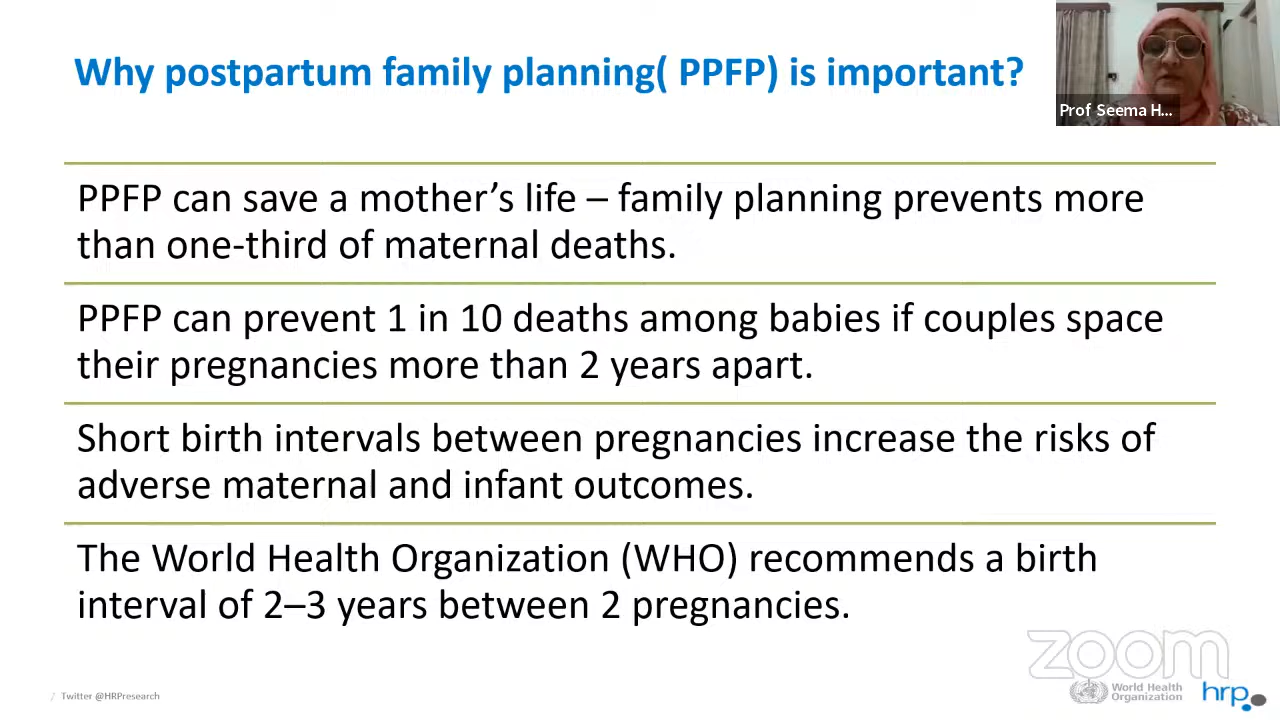 Why postpartum family planning( PPFP) is important?
Prof Seema H...
PPFP can save a mother’s life – family planning prevents more
than one-third of maternal deaths.
PPFP can prevent 1 in 10 deaths among babies if couples space
their pregnancies more than 2 years apart.
Short birth intervals between pregnancies increase the risks of
adverse maternal and infant outcomes.
The World Health Organization (WHO) recommends a birth
interval of 2–3 years between 2 pregnancies.
zoom
/ Twitter @HRPresearch
World Health
Organization
hrp